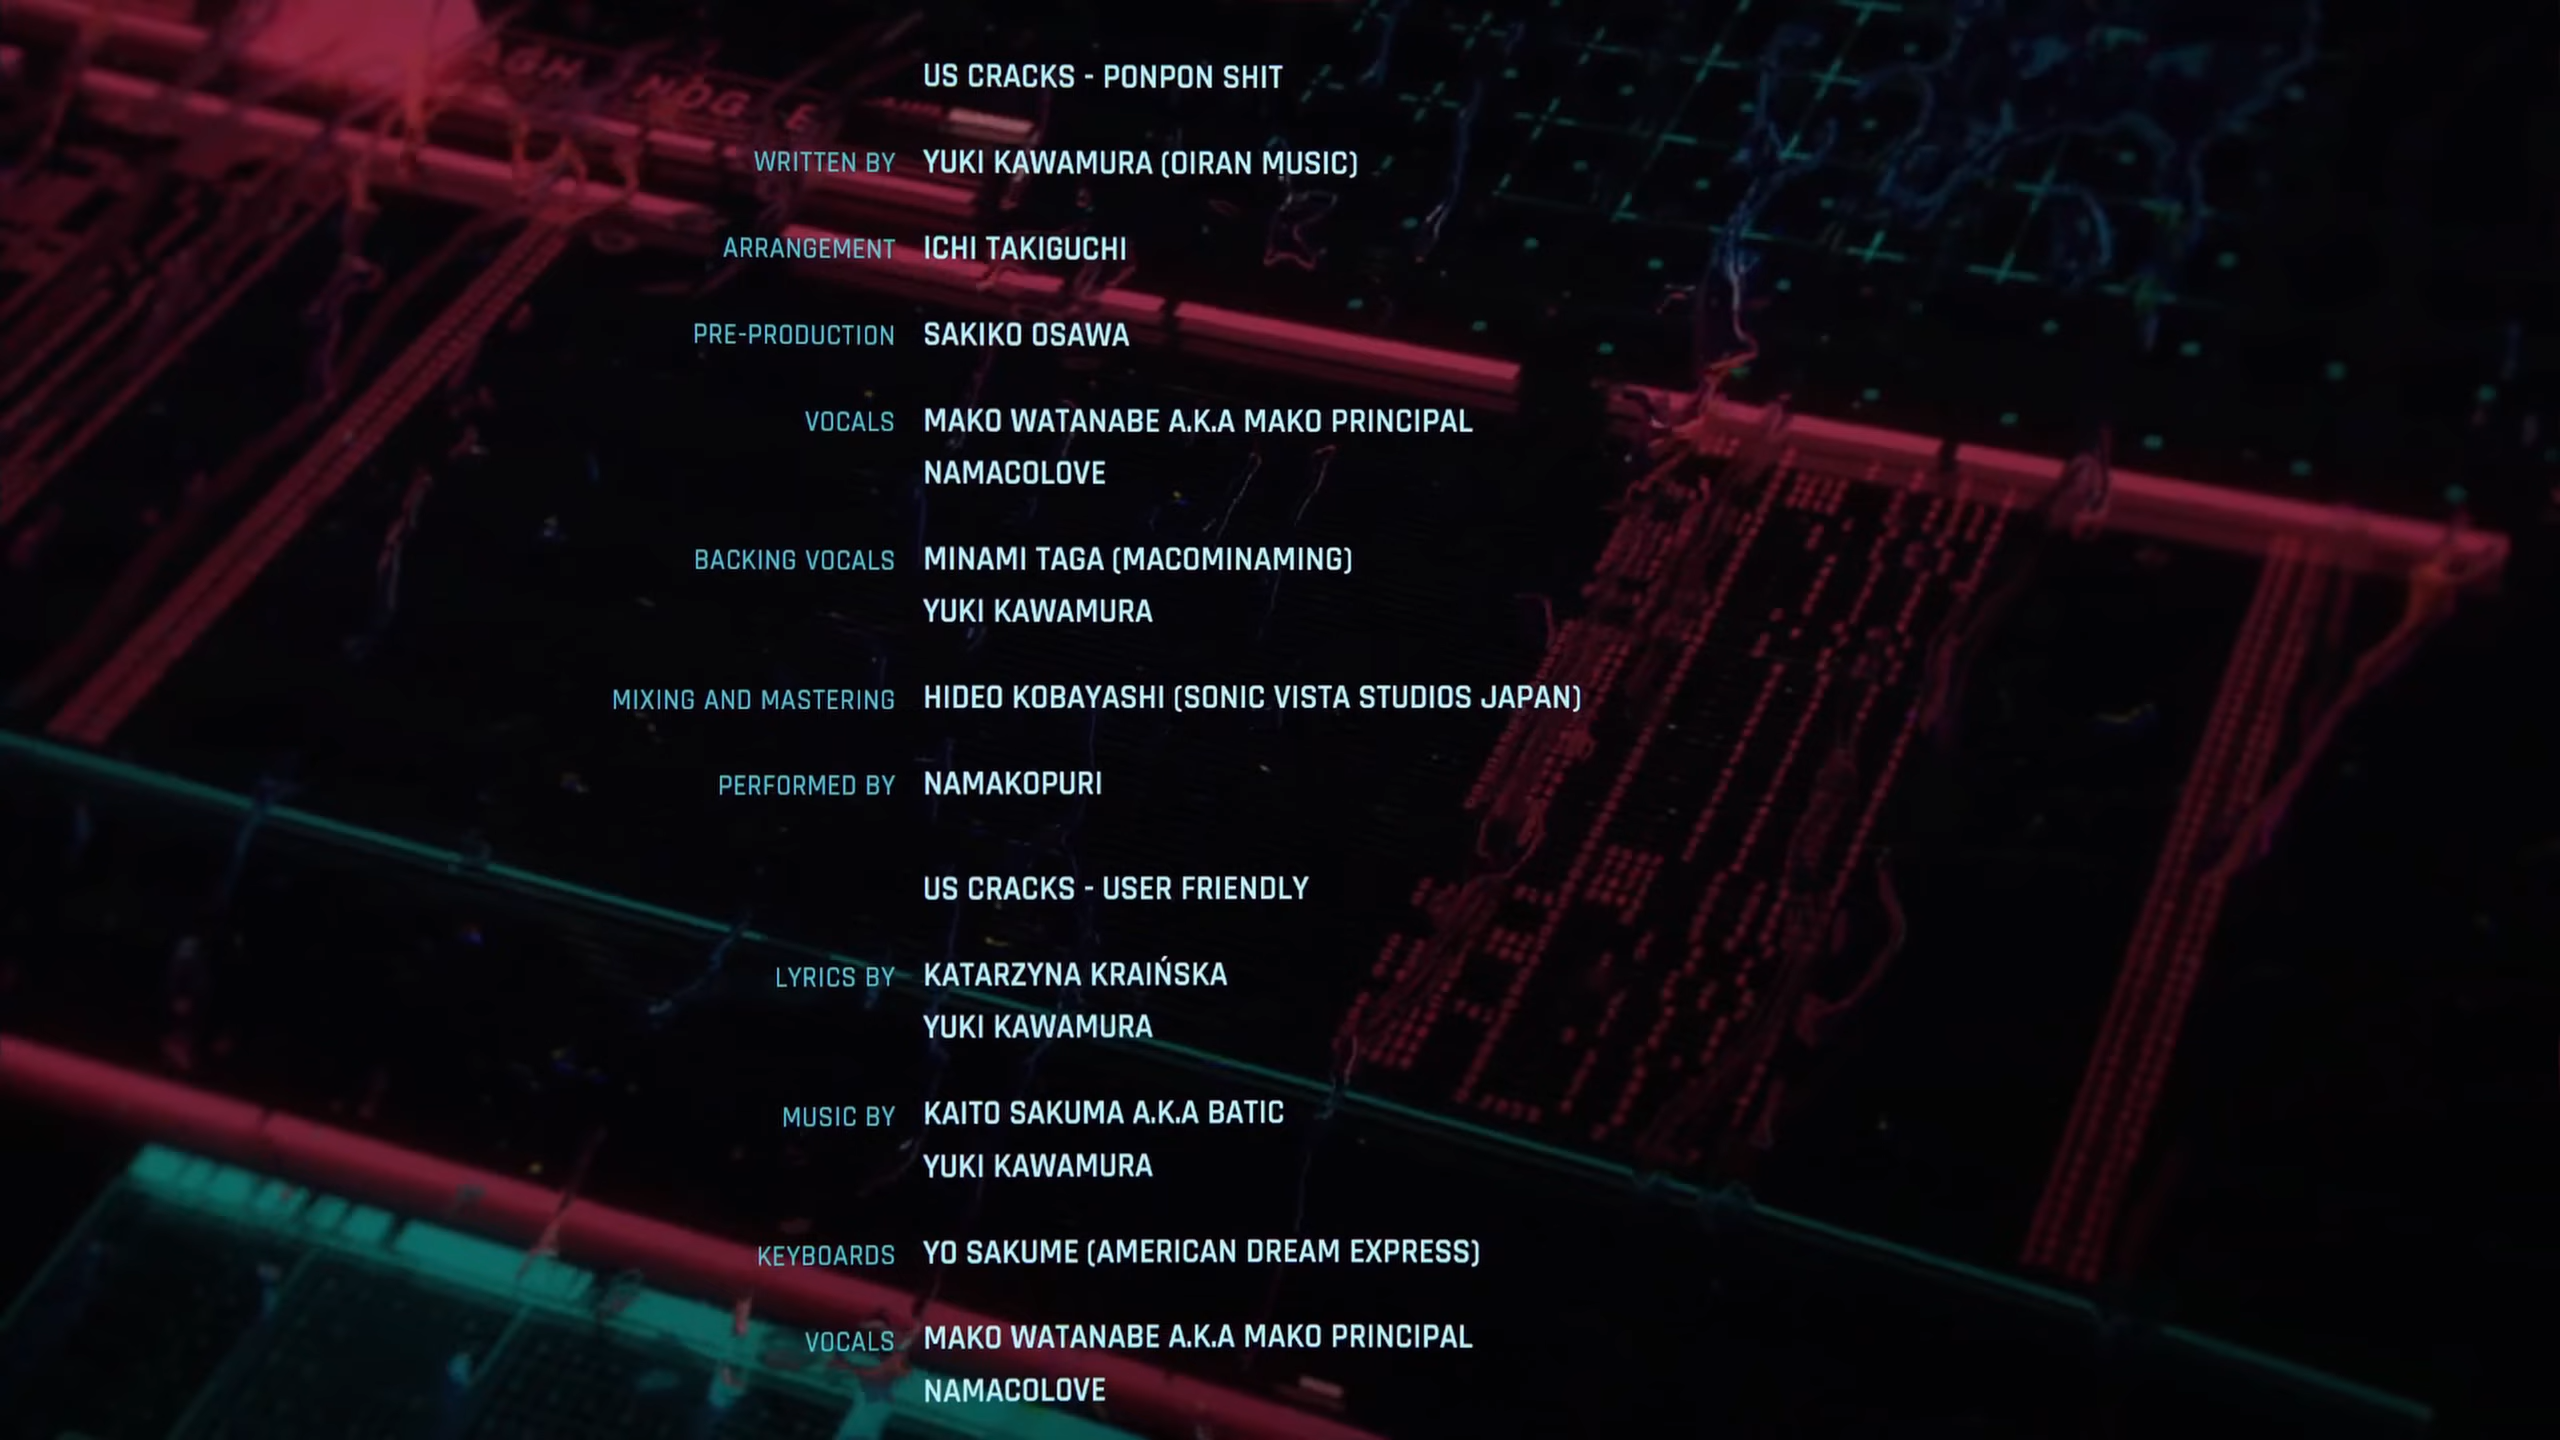 US CRACKS - PONPON SHIT
WRITTEN BY YUKI KAWAMURA (OIRAN MUSIC)
ARRANGEMENT ICHI TAKIGUCHI
PRE-PRODUCTION SAKIKO OSAWA
VOCALS MAKO WATANABE A.K.A MAKO PRINCIPAL
NAMACOLOVE
BACKING VOCALS MINAMI TAGA (MACOMINAMING)
YUKI KAWAMURA
MIXING AND MASTERING HIDEO KOBAYASHI (SONIC VISTA STUDIOS JAPAN)
PERFORMED BY NAMAKOPURI
US CRACKS - USER FRIENDLY
LYRICS BY KATARZYNA KRAIŃSKA
YUKI KAWAMURA
MUSIC BY KAITO SAKUMA A.K.A BATIC
YUKI KAWAMURA
KEYBOARDS YO SAKUME (AMERICAN DREAM EXPRESS)
VOCALS MAKO WATANABE A.K.A MAKO PRINCIPAL
NAMACOLOVE